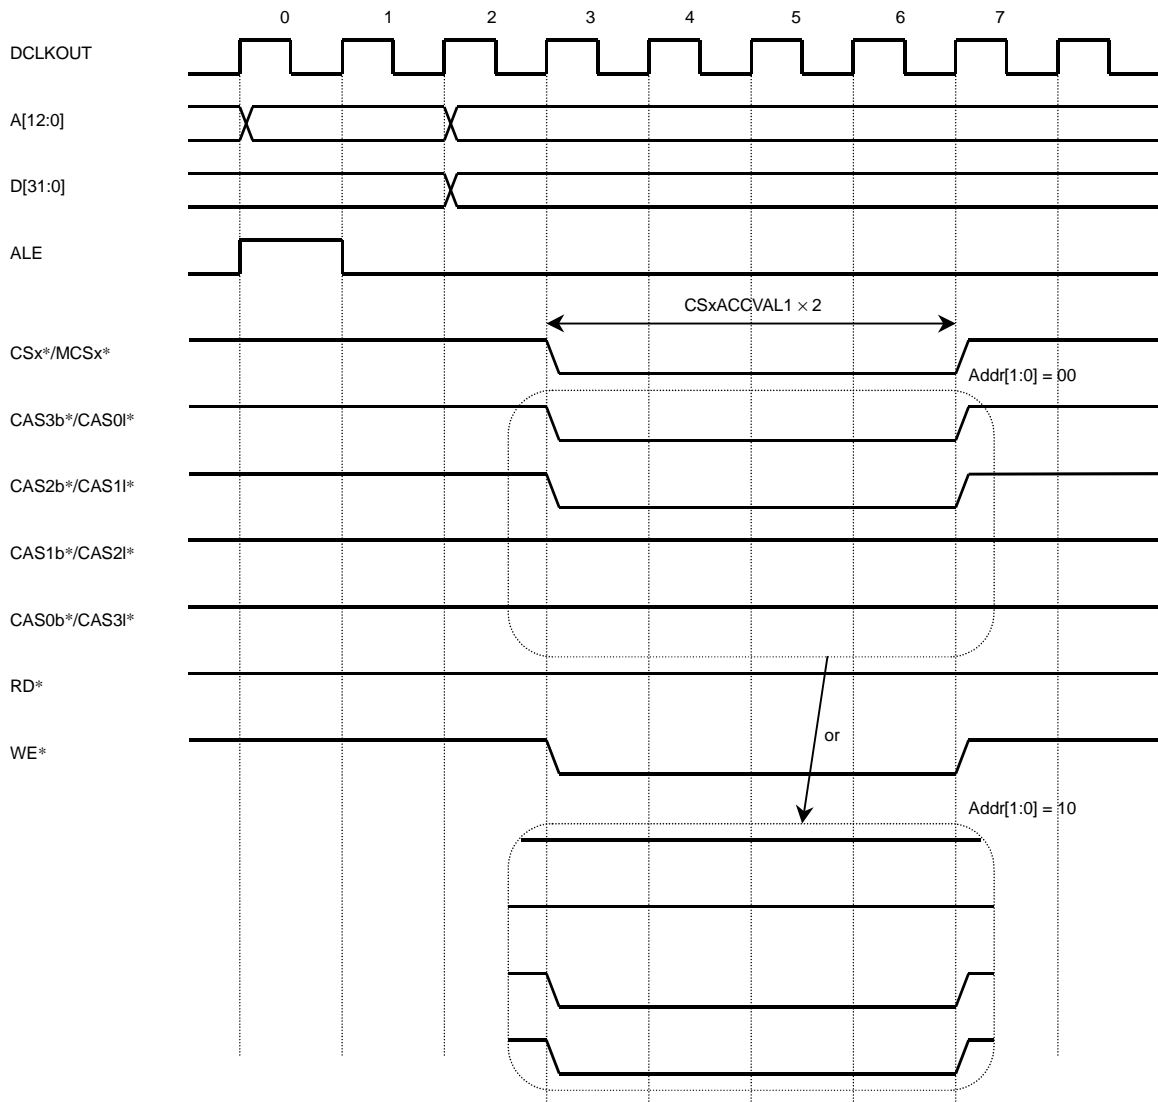 0 1 2 3 4 5 6 7
DCLKOUT
A[12:0]
D[31:0]
ALE
CSxACCVAL1 × 2
CSx*/MCSx*
Addr[1:0] = 00
CAS3b*/CAS0l*
CAS2b*/CAS1l*
CAS1b*/CAS2l*
CAS0b*/CAS3l*
RD*
or
WE*
Addr[1:0] = 10